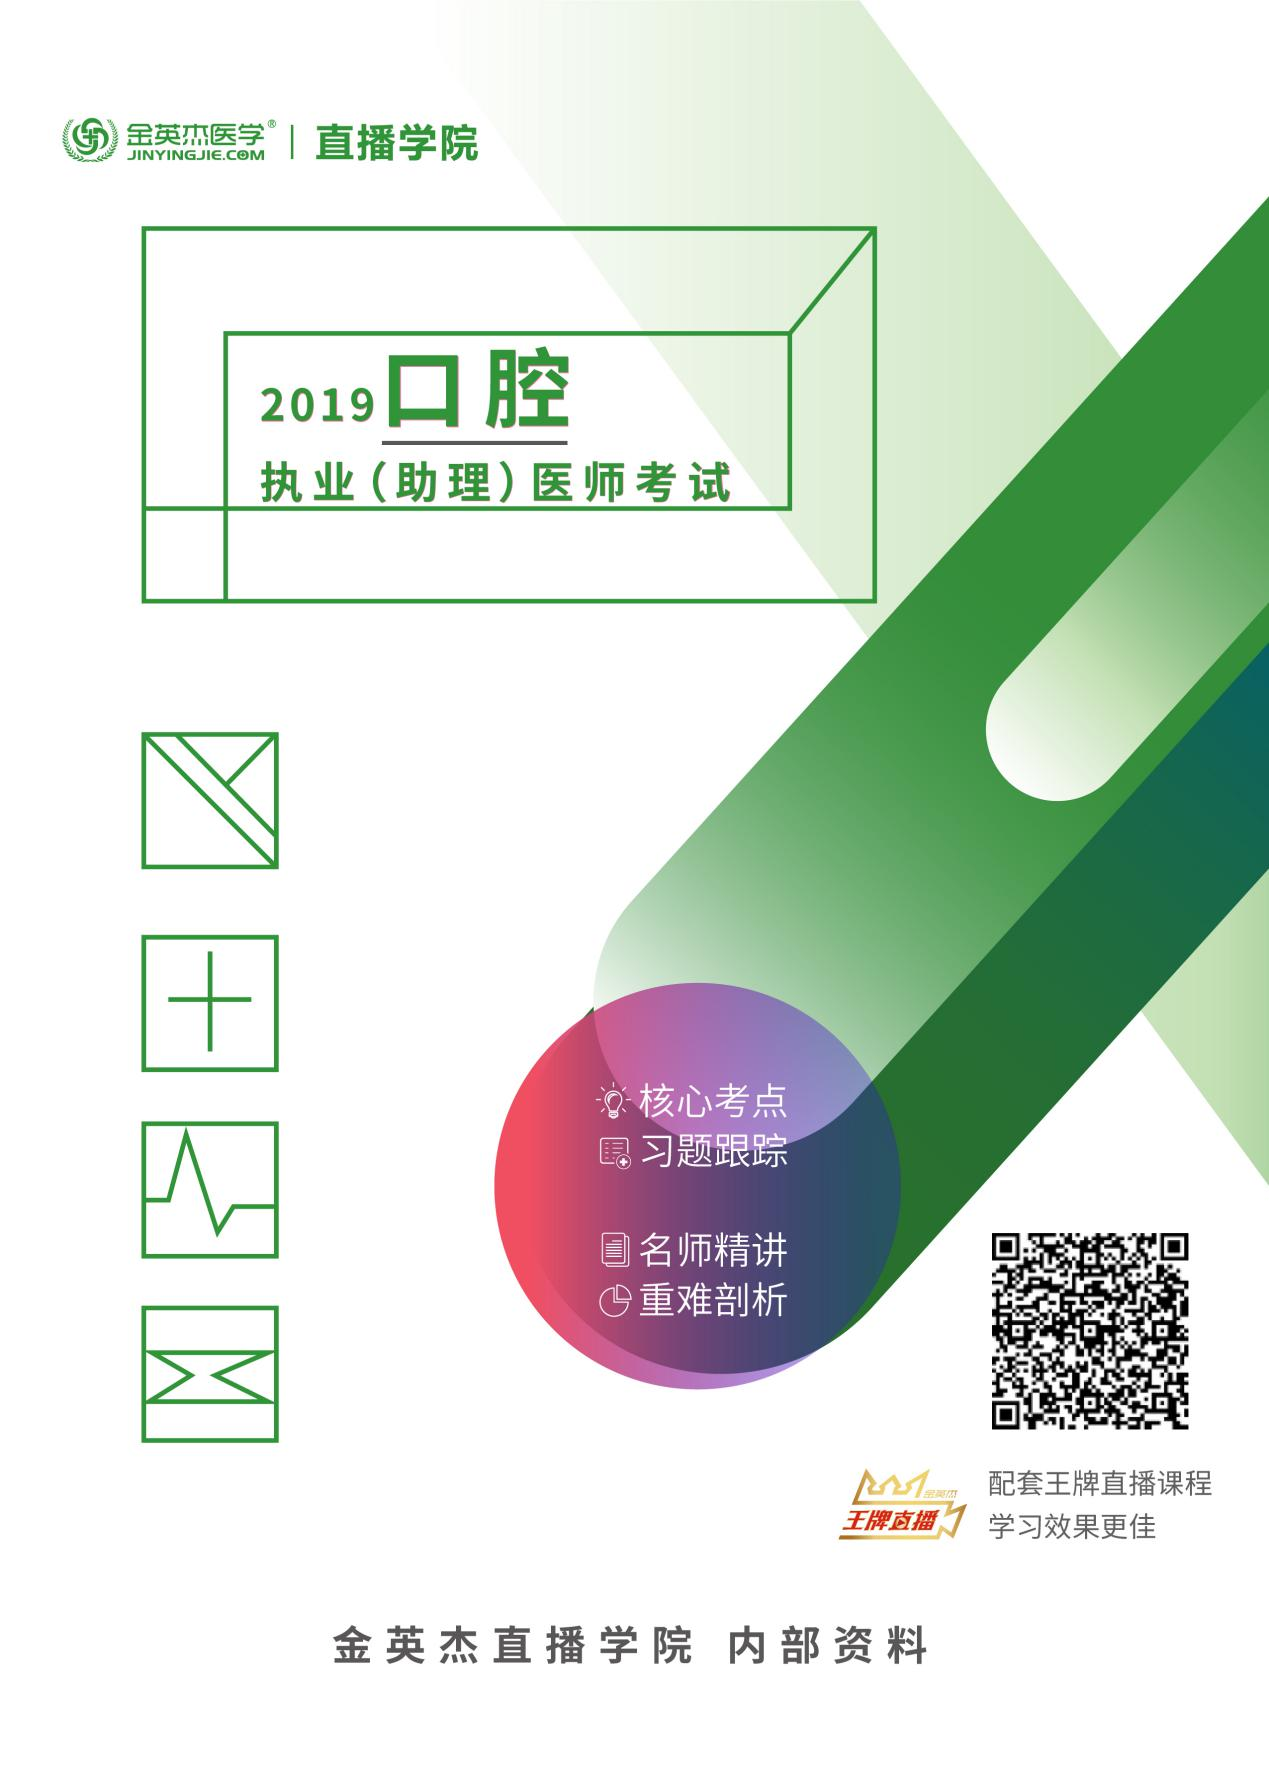 金英杰医学® | 直播学院
JINYINGJIE.COM
2019口腔
执业（助理）医师考试
核心考点
习题跟踪
名师精讲
重难剖析
金英杰
王牌直播
配套王牌直播课程
学习效果更佳
金英杰直播学院 内部资料